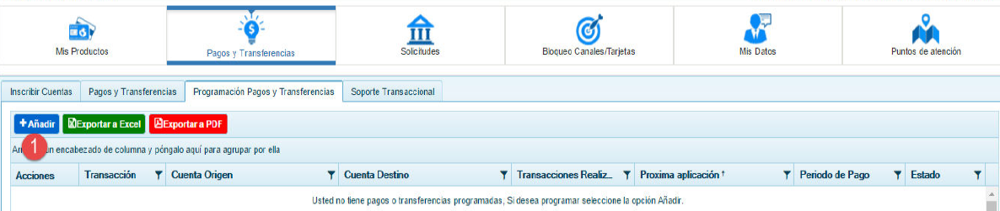 Mis Productos
Pagos y Transferencias
Solicitudes
Bloqueo Canales/Tarjetas
Mis Datos
Puntos de atención
Inscribir Cuentas
Pagos y Transferencias
Programación Pagos y Transferencias
Soporte Transaccional
+Añadir
Exportar a Excel
Exportar a PDF
1
un encabezado de columna y póngalo aquí para agrupar por ella
Acciones
Transacción
Cuenta Origen
Cuenta Destino
Transacciones Realiz...
Proxima aplicación ↑
Periodo de Pago
Estado
Usted no tiene pagos o transferencias programadas, Si desea programar seleccione la opción Añadir.